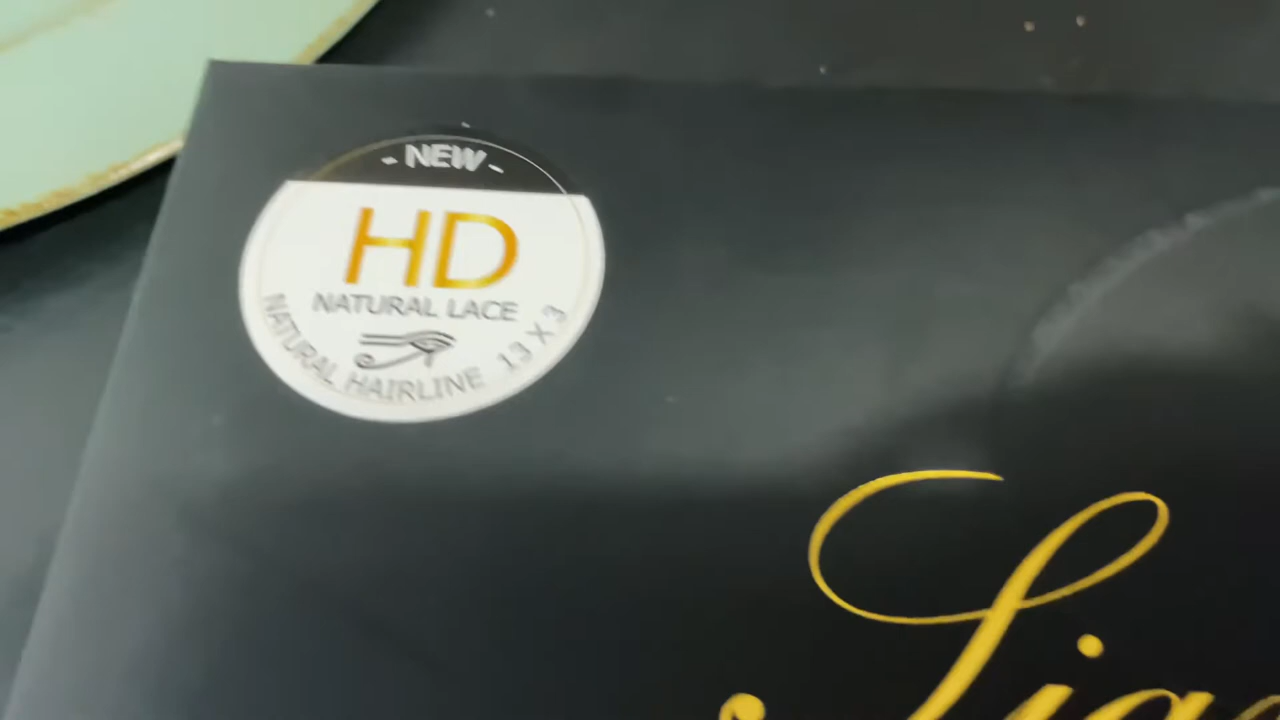 - NEW -
HD
NATURAL LACE
NATURAL HAIRLINE 13 X 3